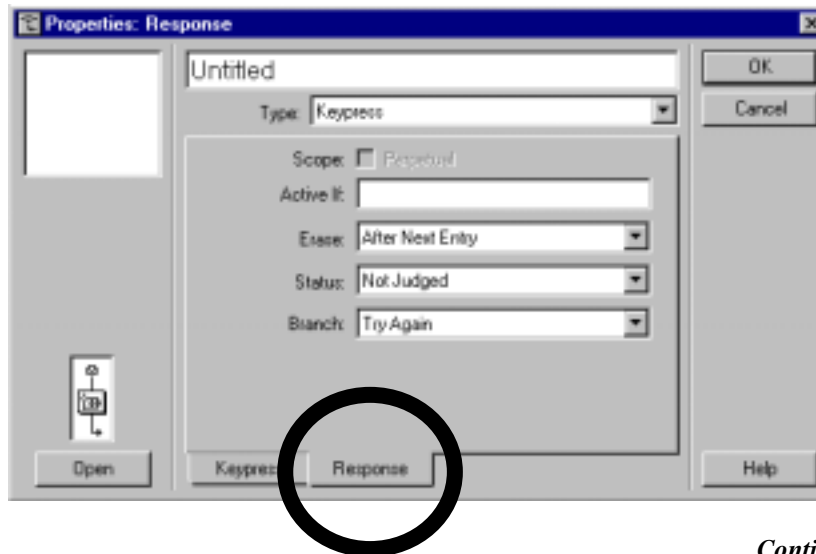 Properties: Response
Untitled
OK
Type: Keypress
Cancel
Scope: Perpetual
Active If:
Erase: After Next Entry
Status: Not Judged
Branch: Try Again
Open
Keypress
Response
Help
Conti